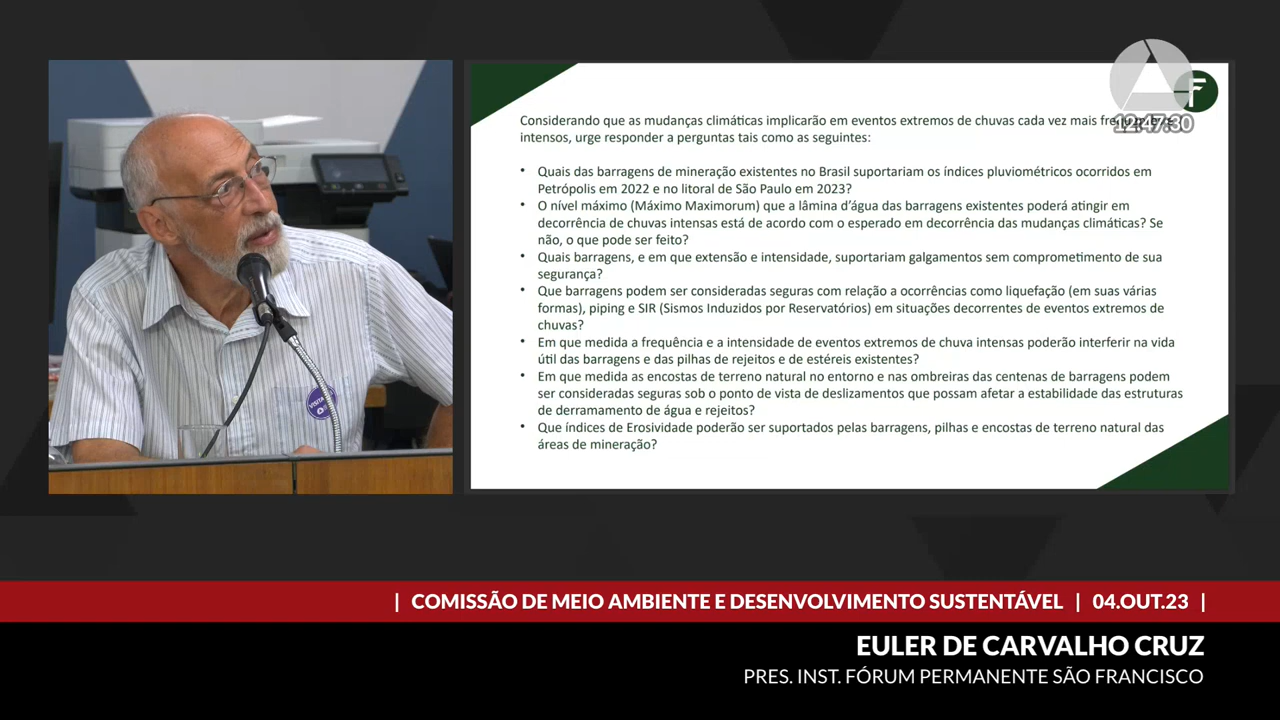 Considerando que as mudanças climáticas implicarão em eventos extremos de chuvas cada vez mais
12:47:30
intensos, urge responder a perguntas tais como as seguintes:
• Quais das barragens de mineração existentes no Brasil suportariam os índices pluviométricos ocorridos em
Petrópolis em 2022 e no litoral de São Paulo em 2023?
• O nível máximo (Máximo Maximorum) que a lâmina d'água das barragens existentes poderá atingir em
decorrência de chuvas intensas está de acordo com o esperado em decorrência das mudanças climáticas? Se
não, o que pode ser feito?
• Quais barragens, e em que extensão e intensidade, suportariam galgamentos sem comprometimento de sua
segurança?
• Que barragens podem ser consideradas seguras com relação a ocorrências como liquefação (em suas várias
formas), piping e SIR (Sismos Induzidos por Reservatórios) em situações decorrentes de eventos extremos de
chuvas?
• Em que medida a frequência e a intensidade de eventos extremos de chuva intensas poderão interferir na vida
útil das barragens e das pilhas de rejeitos e de estéreis existentes?
• Em que medida as encostas de terreno natural no entorno e nas ombreiras das centenas de barragens podem
ser consideradas seguras sob o ponto de vista de deslizamentos que possam afetar a estabilidade das estruturas
de derramamento de água e rejeitos?
• Que índices de Erosividade poderão ser suportados pelas barragens, pilhas e encostas de terreno natural das
áreas de mineração?
| COMISSÃO DE MEIO AMBIENTE E DESENVOLVIMENTO SUSTENTÁVEL | 04.OUT.23 |
EULER DE CARVALHO CRUZ
PRES. INST. FÓRUM PERMANENTE SÃO FRANCISCO